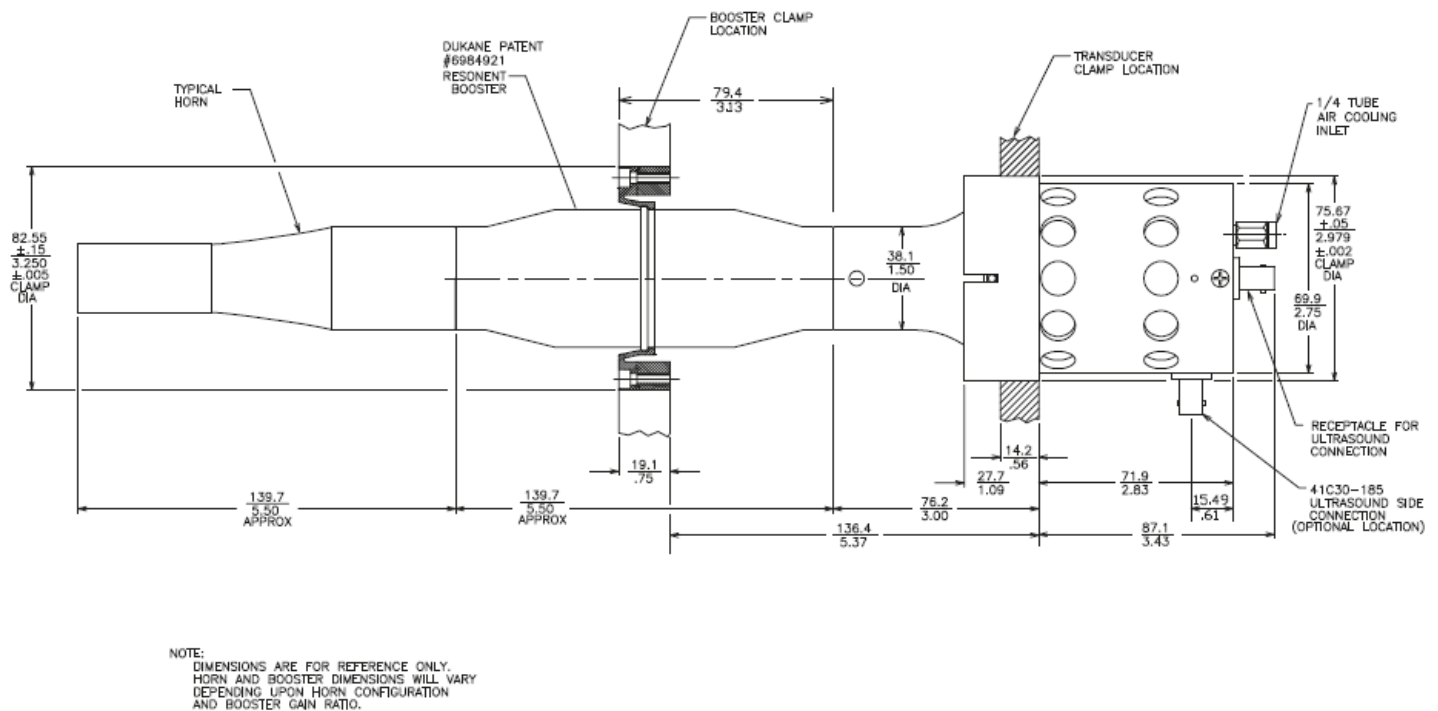 BOOSTER CLAMP
LOCATION
DUKANE PATENT
#6984921
RESONENT
BOOSTER
TRANSDUCER
CLAMP LOCATION
TYPICAL
HORN
79.4
3.13
1/4 TUBE
AIR COOLING
INLET
82.55
±.15
3.250
±.005
CLAMP
DIA
38.1
1.50
DIA
75.67
±.05
2.979
±.002
CLAMP
DIA
69.9
2.75
DIA
RECEPTACLE FOR
ULTRASOUND
CONNECTION
19.1
.75
14.2
.56
27.7
1.09
71.9
2.83
139.7
5.50
APPROX
139.7
5.50
APPROX
76.2
3.00
15.49
.61
41C30-185
ULTRASOUND SIDE
CONNECTION
(OPTIONAL LOCATION)
136.4
5.37
87.1
3.43
NOTE:
DIMENSIONS ARE FOR REFERENCE ONLY.
HORN AND BOOSTER DIMENSIONS WILL VARY
DEPENDING UPON HORN CONFIGURATION
AND BOOSTER GAIN RATIO.